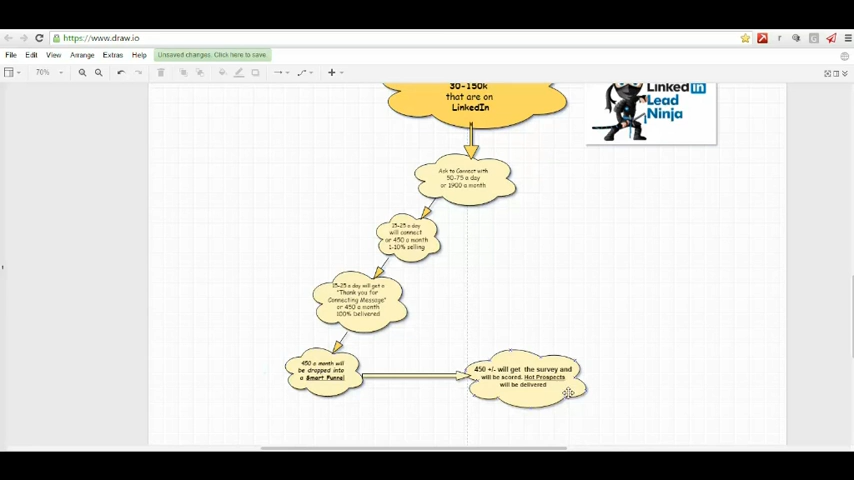 https://www.draw.io
File Edit View Arrange Extras Help Unsaved changes. Click here to save.
70%
30-150k
that are on
LinkedIn
Linked in
Lead
Ninja
Ask to Connect with
50-75 a day
or 1900 a month
15-25 a day
will connect
or 450 a month
1-10% selling
15-25 a day will get a
"Thank you for
Connecting Message"
or 450 a month
100% Delivered
450 a month will
be dropped into
a Smart Funnel
450 +/- will get the survey and
will be scored. Hot Prospects
will be delivered